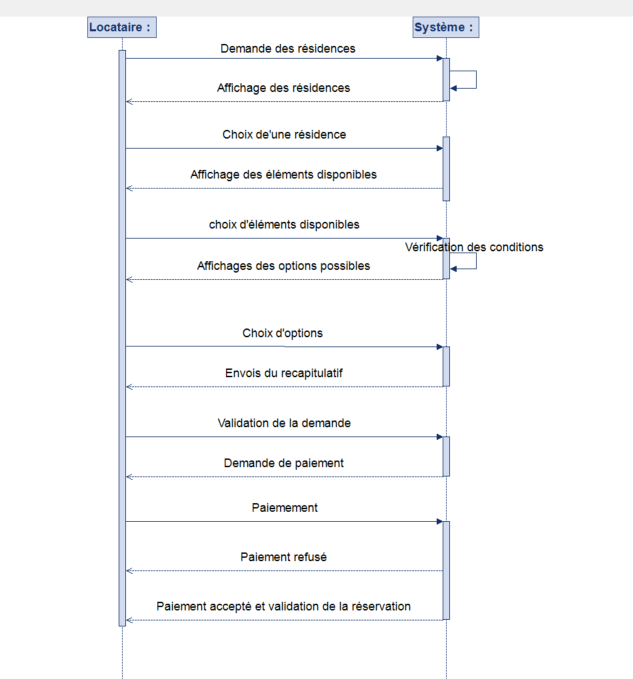 Locataire :
Système :
Demande des résidences
Affichage des résidences
Choix de'une résidence
Affichage des éléments disponibles
choix d'éléments disponibles
Vérification des conditions
Affichages des options possibles
Choix d'options
Envois du recapitulatif
Validation de la demande
Demande de paiement
Paiemement
Paiement refusé
Paiement accepté et validation de la réservation